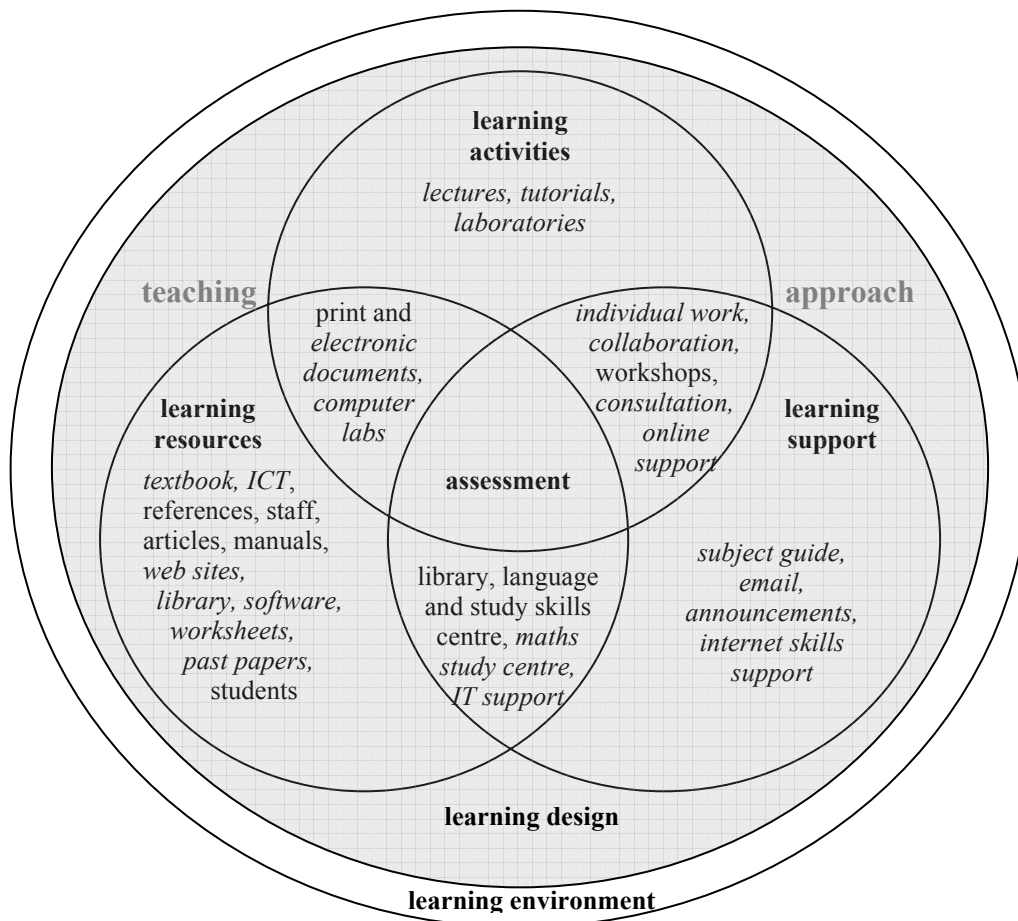 learning
activities
lectures, tutorials,
laboratories
teaching
approach
print and
electronic
documents,
computer
labs
individual work,
collaboration,
workshops,
consultation,
online
support
learning
resources
textbook, ICT,
references, staff,
articles, manuals,
web sites,
library, software,
worksheets,
past papers,
students
learning
support
assessment
subject guide,
email,
announcements,
internet skills
support
library, language
and study skills
centre, maths
study centre,
IT support
learning design
learning environment